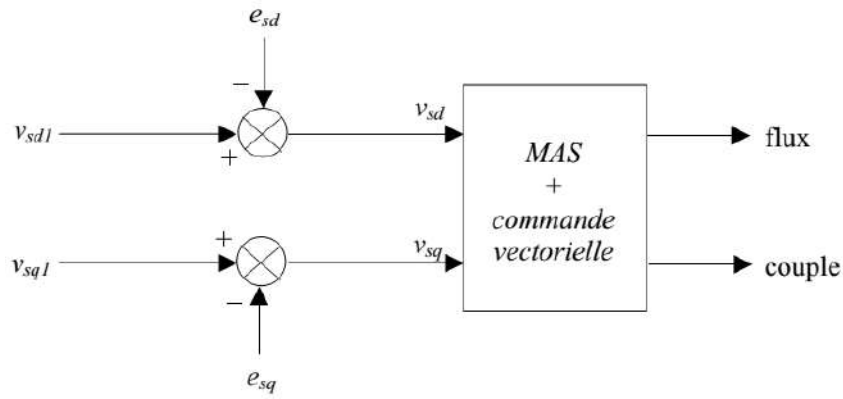 e_sd
−
v_sd1
+
v_sd
flux
MAS
+
commande
vectorielle
+
v_sq1
−
v_sq
couple
e_sq